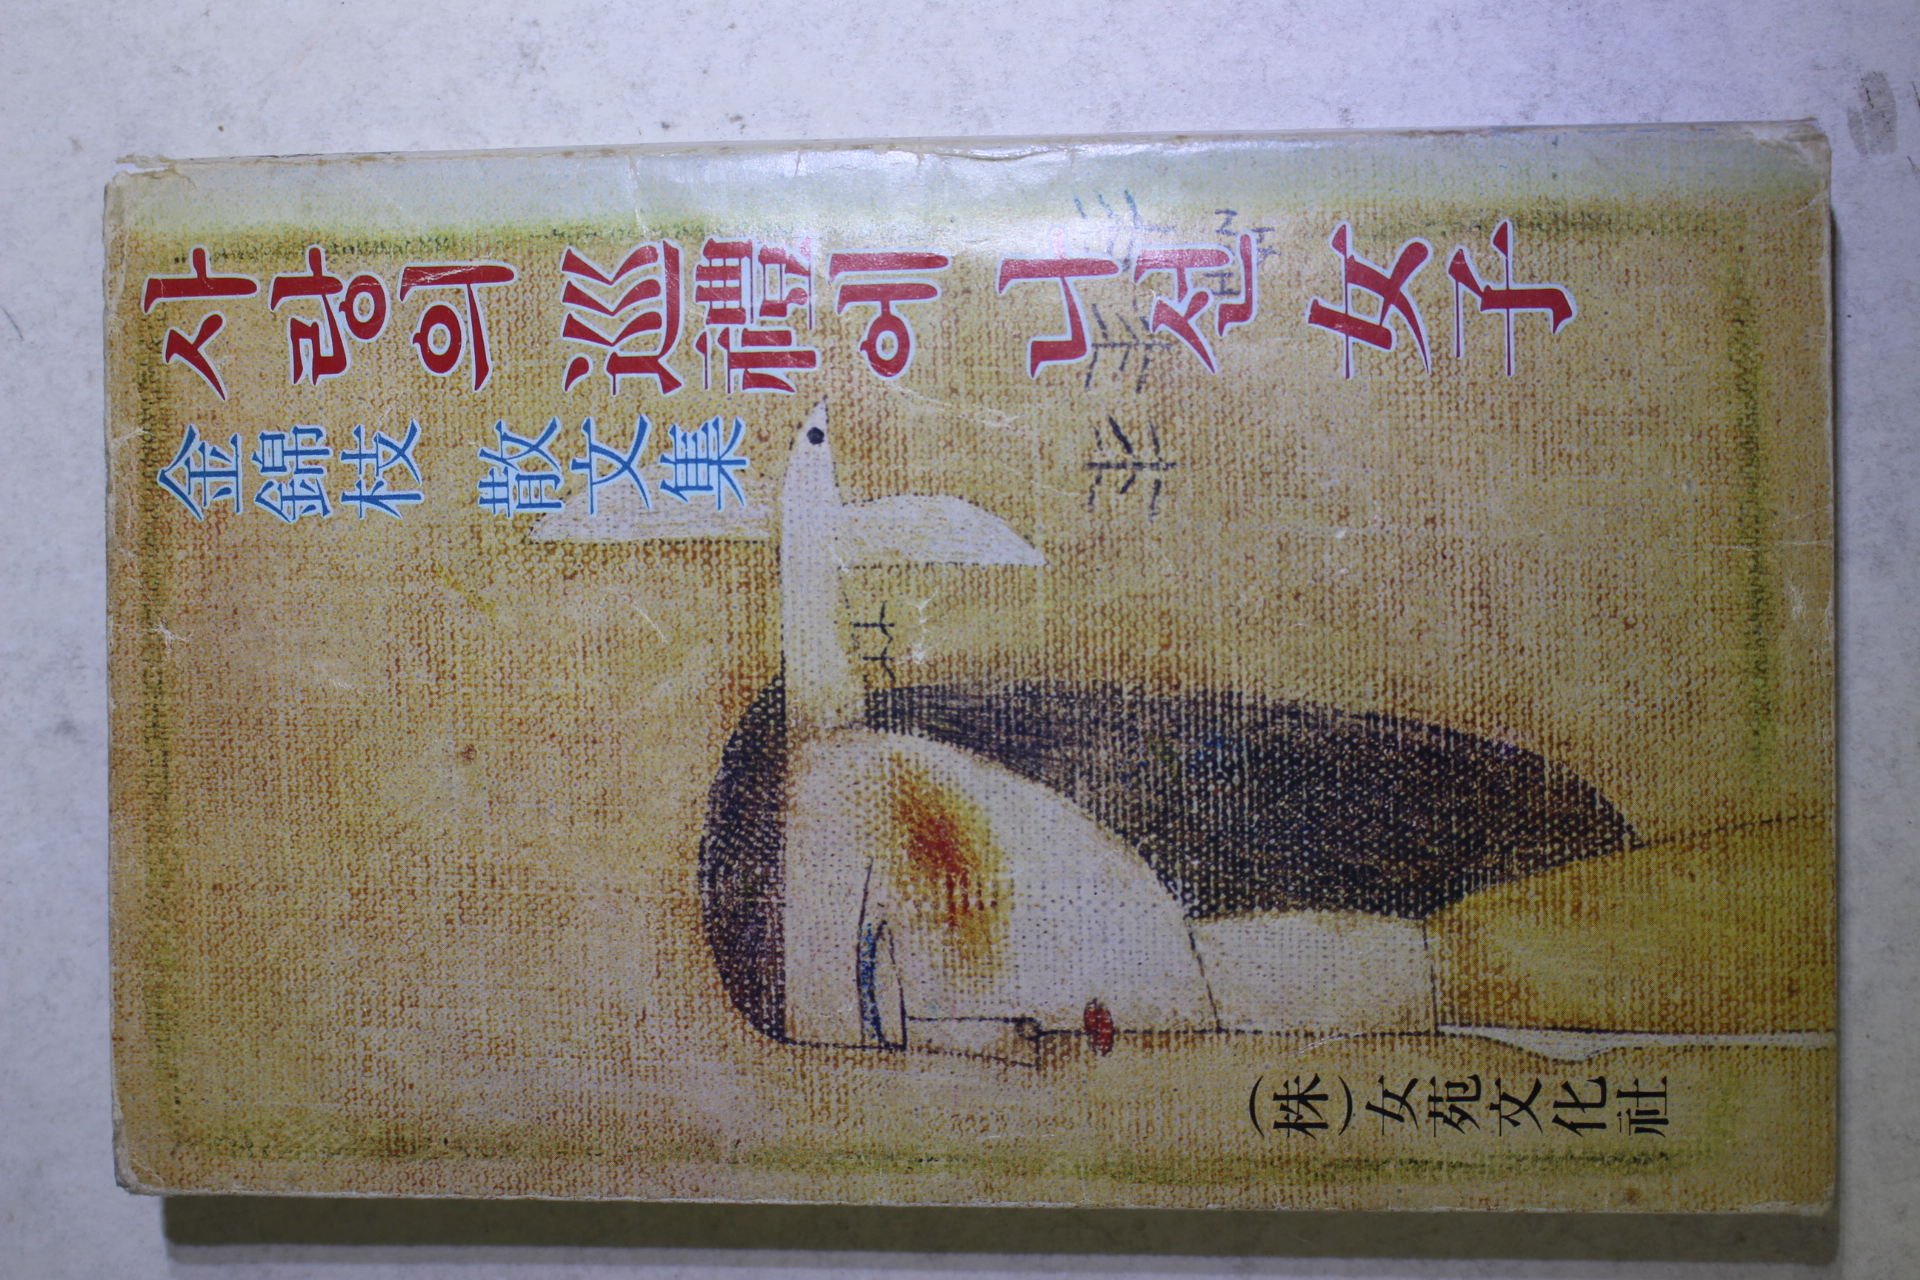 사랑의 巡禮에 나선 女子
金錦枝 散文集
(株)女苑文化社